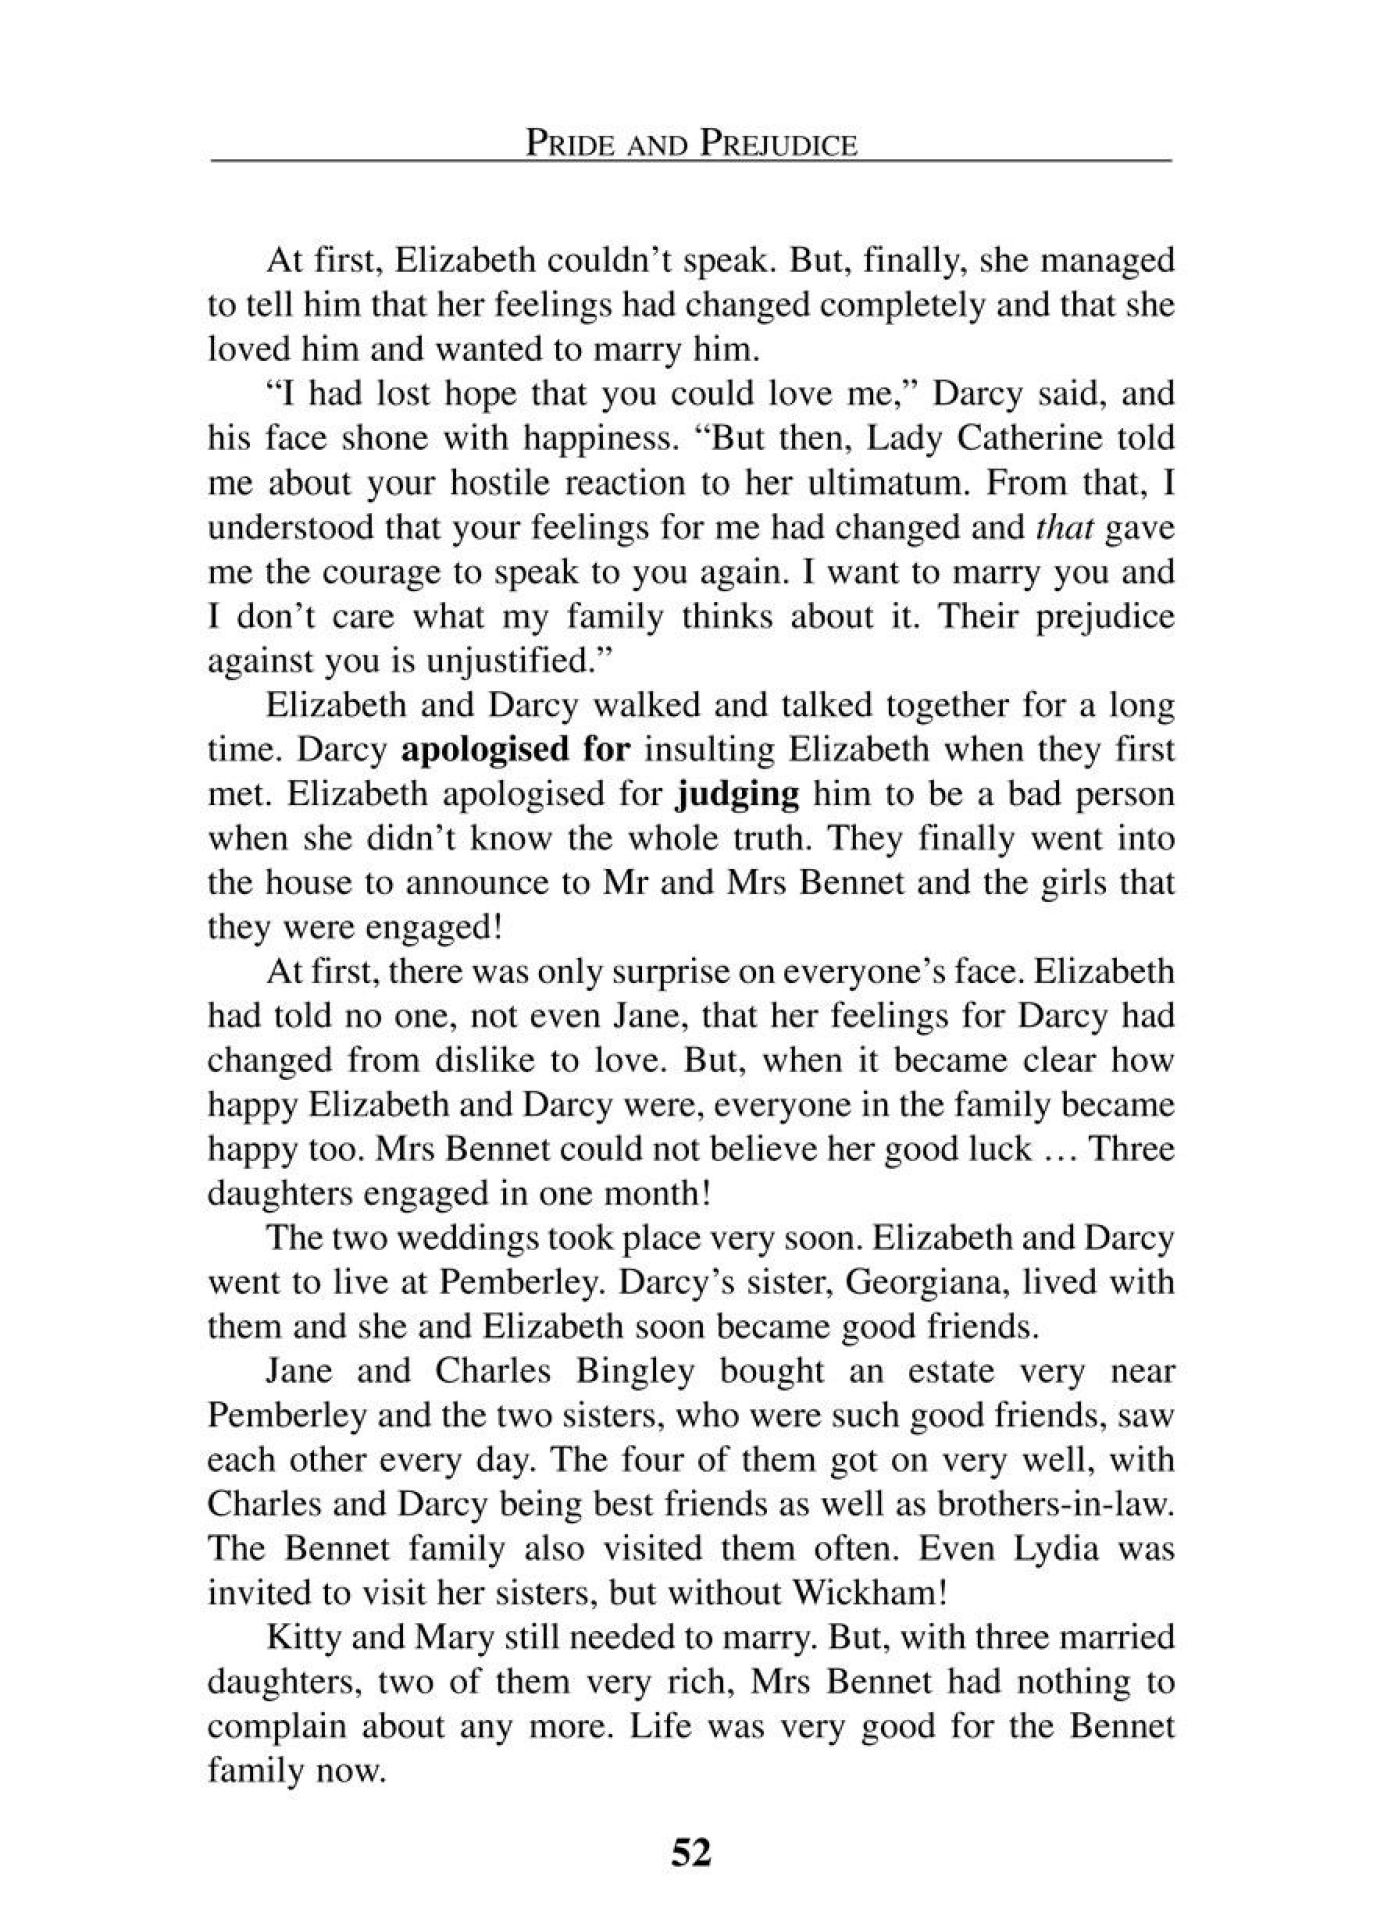 PRIDE AND PREJUDICE
At first, Elizabeth couldn’t speak. But, finally, she managed
to tell him that her feelings had changed completely and that she
loved him and wanted to marry him.
“I had lost hope that you could love me,” Darcy said, and
his face shone with happiness. “But then, Lady Catherine told
me about your hostile reaction to her ultimatum. From that, I
understood that your feelings for me had changed and that gave
me the courage to speak to you again. I want to marry you and
I don’t care what my family thinks about it. Their prejudice
against you is unjustified.”
Elizabeth and Darcy walked and talked together for a long
time. Darcy apologised for insulting Elizabeth when they first
met. Elizabeth apologised for judging him to be a bad person
when she didn’t know the whole truth. They finally went into
the house to announce to Mr and Mrs Bennet and the girls that
they were engaged!
At first, there was only surprise on everyone’s face. Elizabeth
had told no one, not even Jane, that her feelings for Darcy had
changed from dislike to love. But, when it became clear how
happy Elizabeth and Darcy were, everyone in the family became
happy too. Mrs Bennet could not believe her good luck … Three
daughters engaged in one month!
The two weddings took place very soon. Elizabeth and Darcy
went to live at Pemberley. Darcy’s sister, Georgiana, lived with
them and she and Elizabeth soon became good friends.
Jane and Charles Bingley bought an estate very near
Pemberley and the two sisters, who were such good friends, saw
each other every day. The four of them got on very well, with
Charles and Darcy being best friends as well as brothers-in-law.
The Bennet family also visited them often. Even Lydia was
invited to visit her sisters, but without Wickham!
Kitty and Mary still needed to marry. But, with three married
daughters, two of them very rich, Mrs Bennet had nothing to
complain about any more. Life was very good for the Bennet
family now.
52